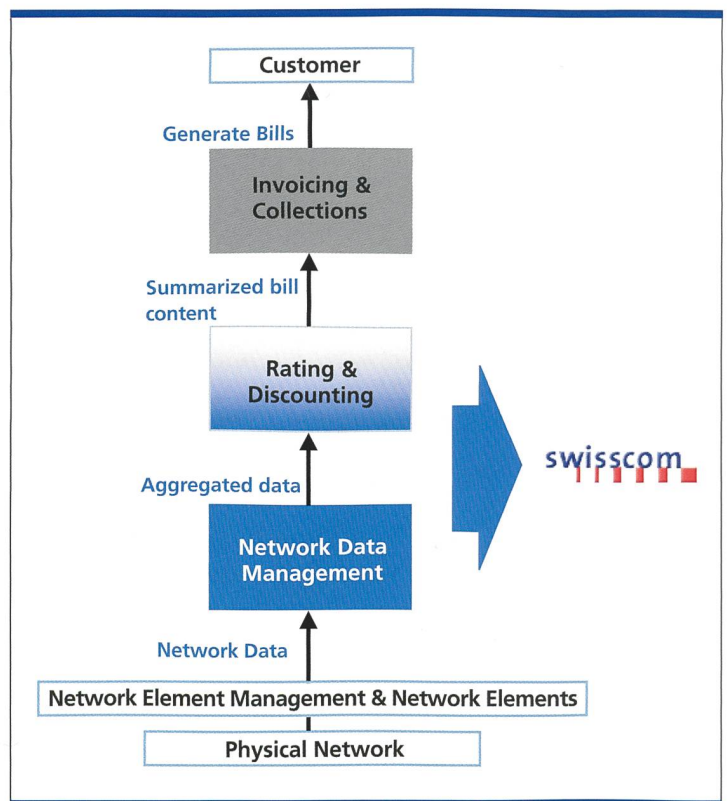 Customer
Generate Bills
Invoicing &
Collections
Summarized bill
content
Rating &
Discounting
swisscom
Aggregated data
Network Data
Management
Network Data
Network Element Management & Network Elements
Physical Network